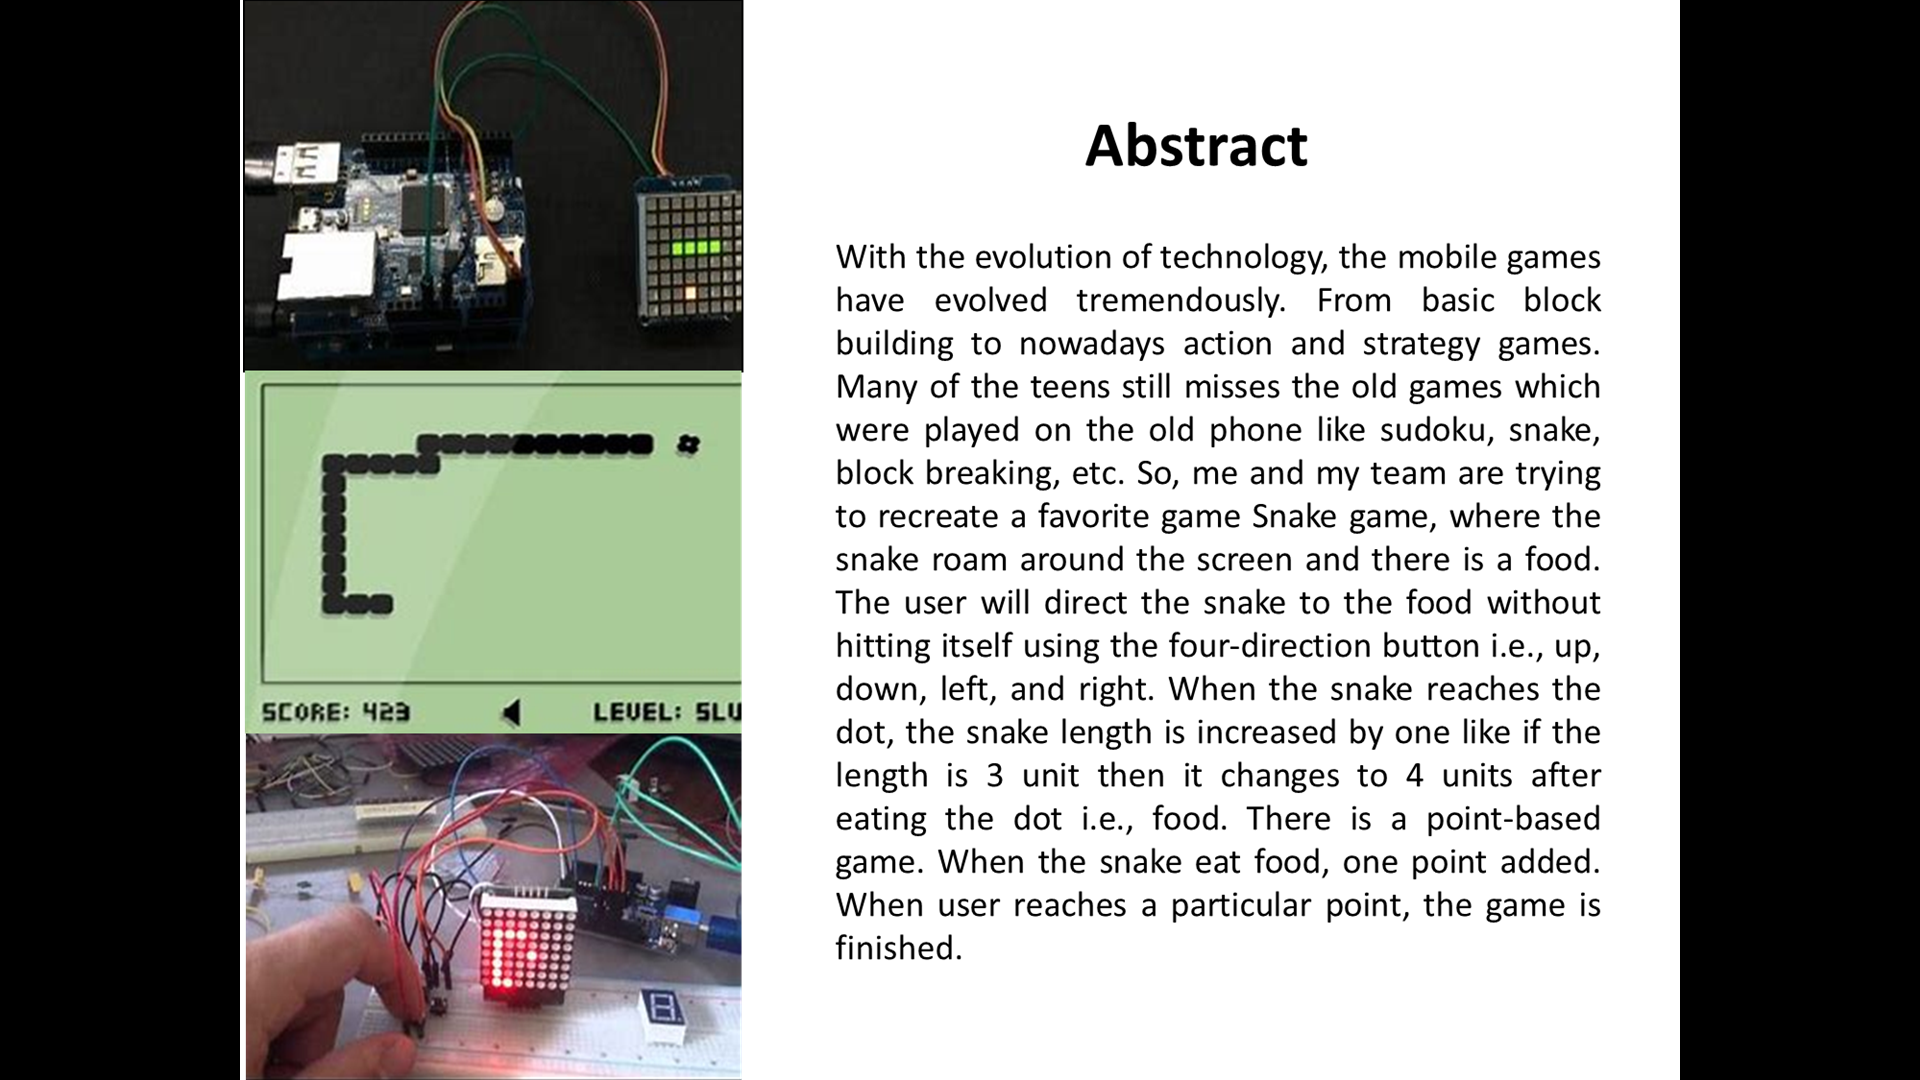 Abstract
With the evolution of technology, the mobile games
have evolved tremendously. From basic block
building to nowadays action and strategy games.
Many of the teens still misses the old games which
were played on the old phone like sudoku, snake,
block breaking, etc. So, me and my team are trying
to recreate a favorite game Snake game, where the
snake roam around the screen and there is a food.
The user will direct the snake to the food without
hitting itself using the four-direction button i.e., up,
down, left, and right. When the snake reaches the
dot, the snake length is increased by one like if the
length is 3 unit then it changes to 4 units after
eating the dot i.e., food. There is a point-based
game. When the snake eat food, one point added.
When user reaches a particular point, the game is
finished.
SCORE: 423
LEVEL: